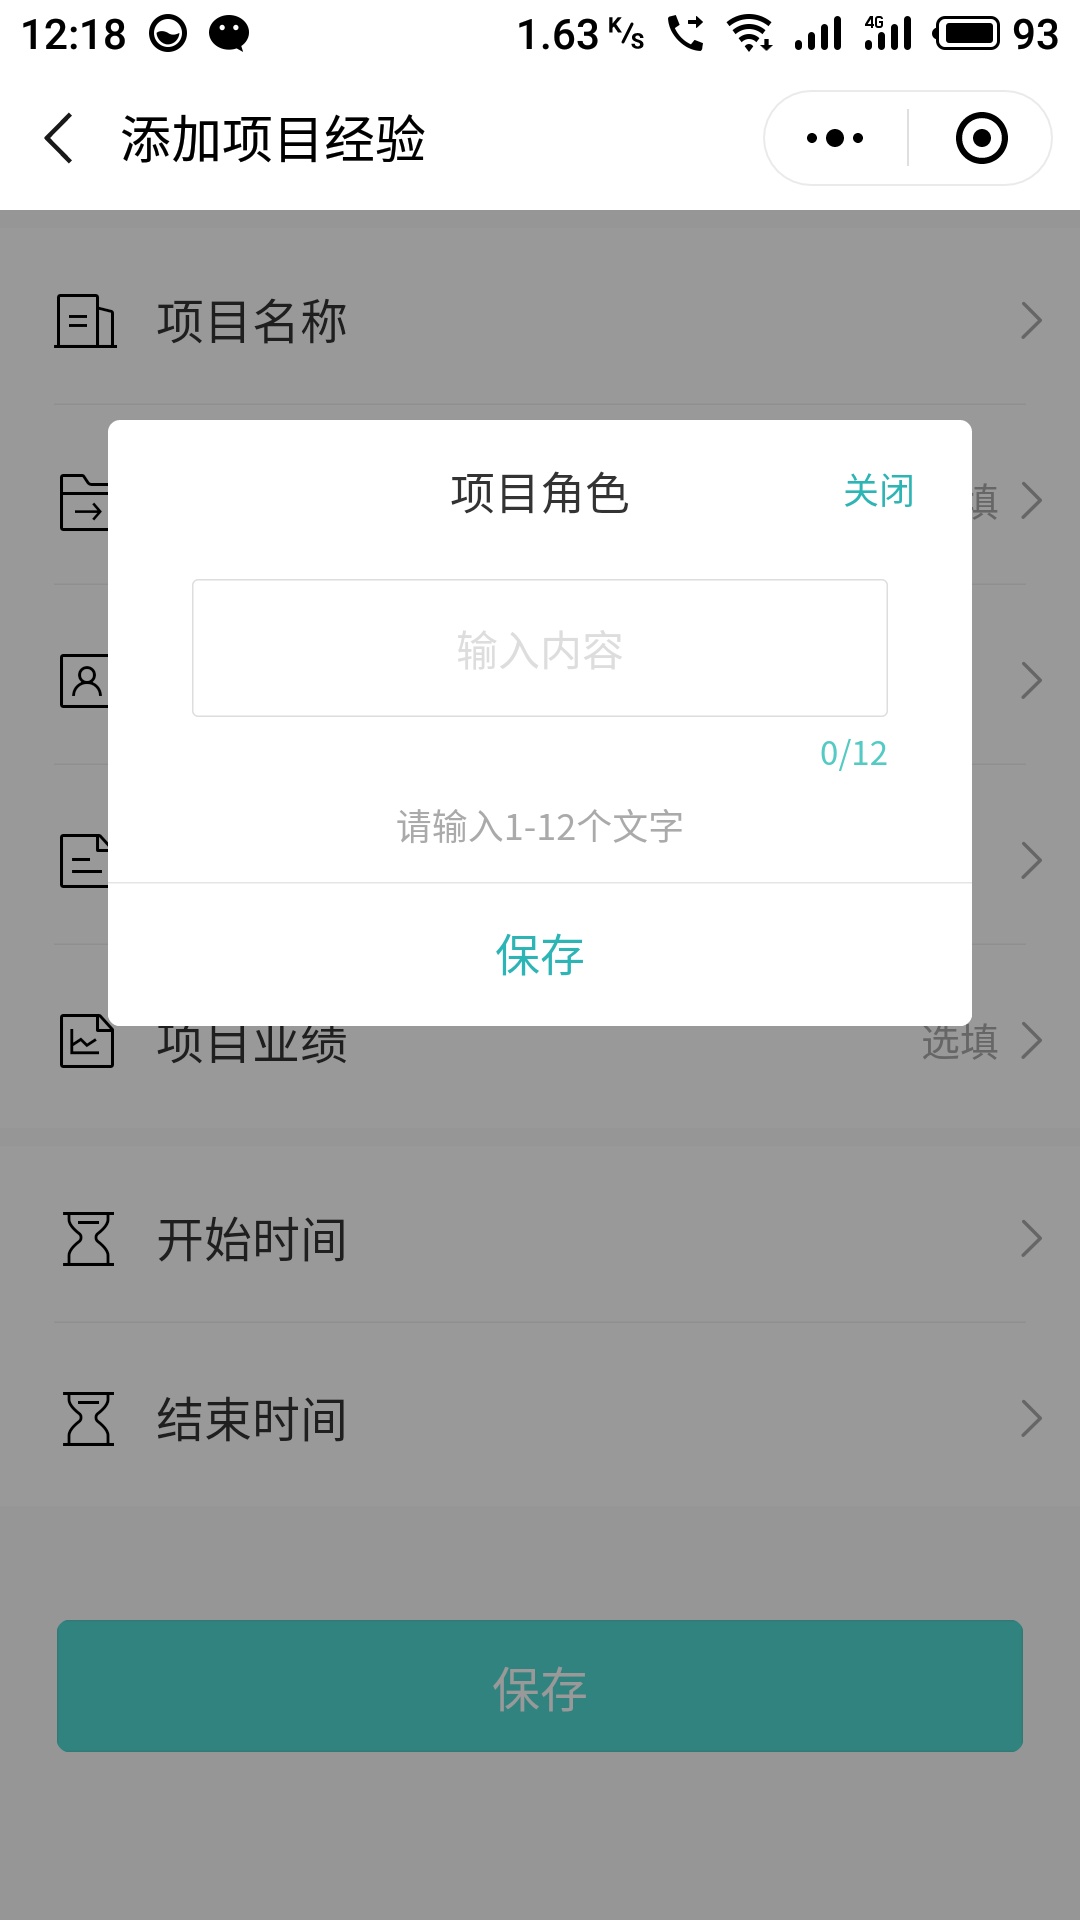 12:18 1.63 K/s 4G 93
添加项目经验
项目名称
项目角色 关闭
填
输入内容
0/12
请输入1-12个文字
保存
项目业绩 选填
开始时间
结束时间
保存